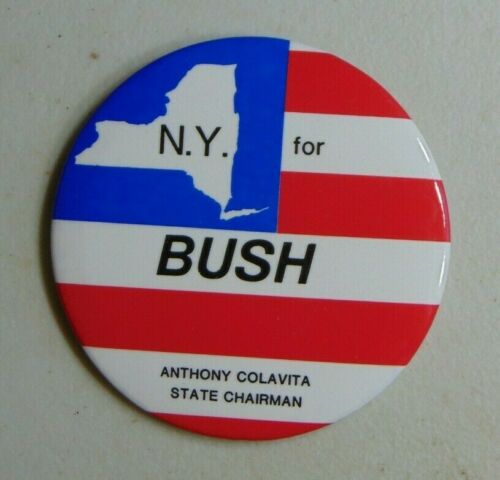 N.Y. for
BUSH
ANTHONY COLAVITA
STATE CHAIRMAN